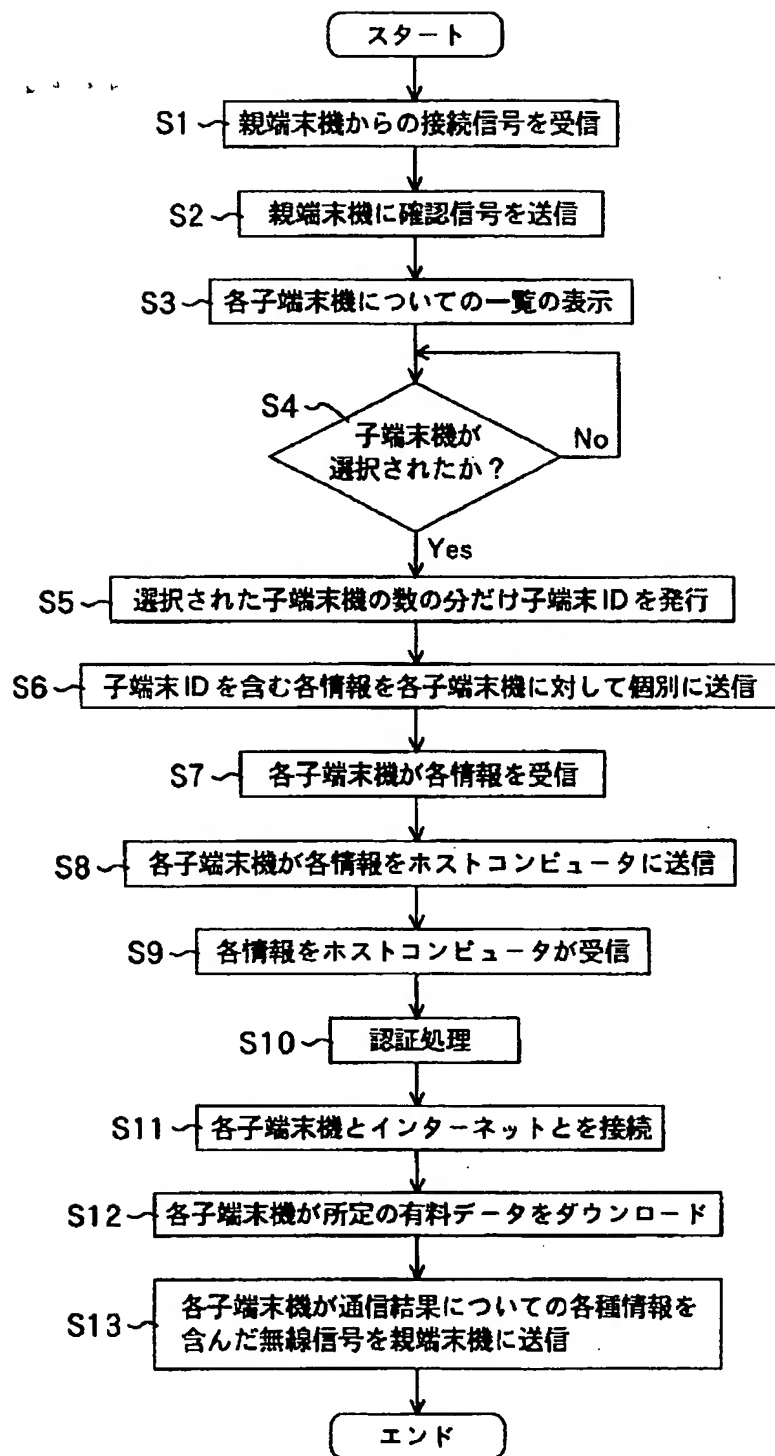 スタート
S1 親端末機からの接続信号を受信
S2 親端末機に確認信号を送信
S3 各子端末機についての一覧の表示
S4
子端末機が
選択されたか？
No
Yes
S5 選択された子端末機の数の分だけ子端末IDを発行
S6 子端末IDを含む各情報を各子端末機に対して個別に送信
S7 各子端末機が各情報を受信
S8 各子端末機が各情報をホストコンピュータに送信
S9 各情報をホストコンピュータが受信
S10 認証処理
S11 各子端末機とインターネットとを接続
S12 各子端末機が所定の有料データをダウンロード
S13 各子端末機が通信結果についての各種情報を
含んだ無線信号を親端末機に送信
エンド